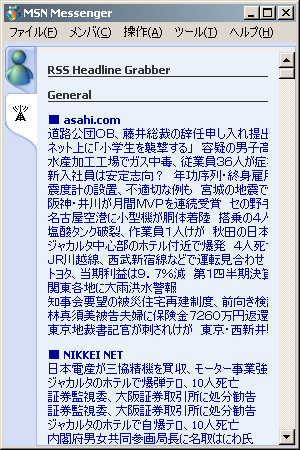 MSN Messenger
ファイル(F) メンバ(C) 操作(A) ツール(T) ヘルプ(H)
RSS Headline Grabber
General
■ asahi.com
道路公団OB、藤井総裁の辞任申し入れ提出
ネット上に「小学生を襲撃する」 容疑の男子高
水産加工工場でガス中毒、従業員36人が症
新入社員は安定志向? 年功序列・終身雇用
震度計の設置、不適切な例も 宮城の地震で
阪神・井川が月間MVPを連続受賞 セの野手
名古屋空港に小型機が胴体着陸 搭乗の4人
塩酸タンク破裂、作業員1人けが 秋田の日本
ジャカルタ中心部のホテル付近で爆発 4人死亡
JR川越線、西武新宿線などで運転見合わせ
トヨタ、当期利益は9.7%減 第1四半期決算
関東各地に大雨洪水警報
知事会要望の被災住宅再建制度、前向き検討
林真須美被告夫婦に保険金7260万円返還
東京地裁書記官が刺されけが 東京・西新井
■ NIKKEI NET
日本電産が三協精機を買収、モーター事業強
ジャカルタのホテルで爆弾テロ、10人死亡
証券監視委、大阪証券取引所に処分勧告
証券監視委、大阪証券取引所に処分勧告
ジャカルタのホテルで自爆テロ、10人死亡
内閣府男女共同参画局長に名取はにわ氏